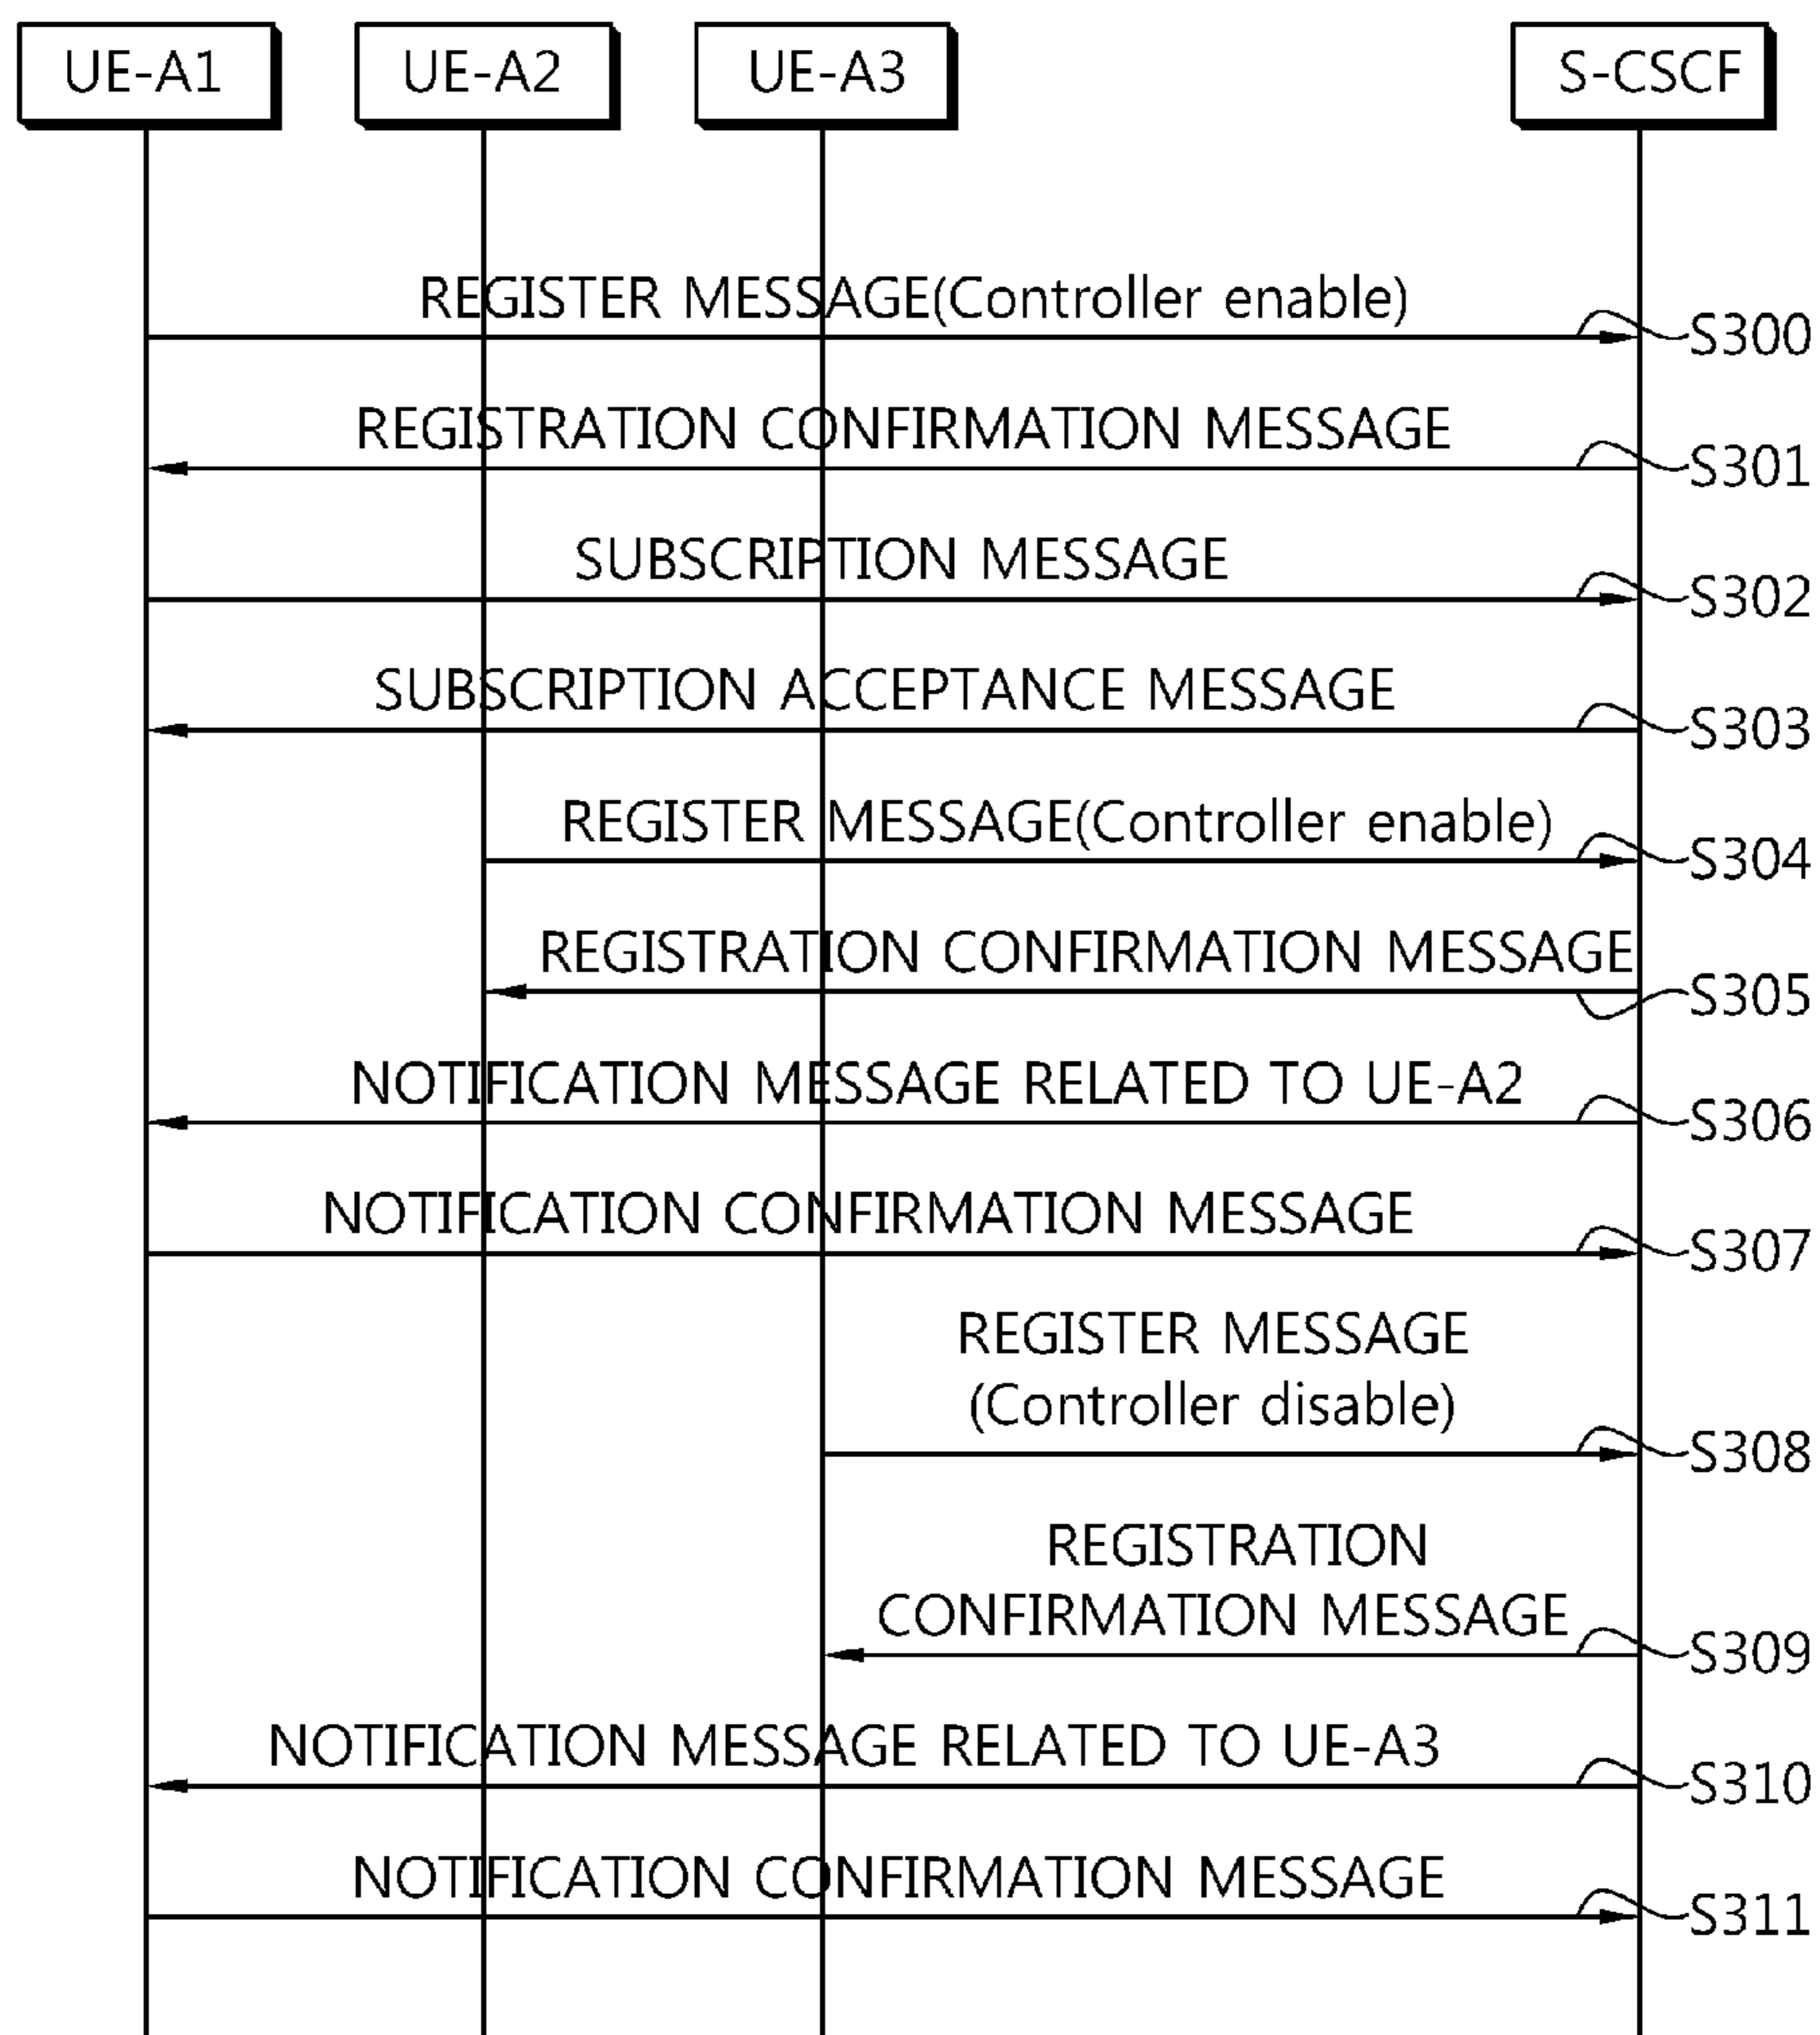 UE-A1
UE-A2
UE-A3
S-CSCF
REGISTER MESSAGE(Controller enable)
S300
REGISTRATION CONFIRMATION MESSAGE
S301
SUBSCRIPTION MESSAGE
S302
SUBSCRIPTION ACCEPTANCE MESSAGE
S303
REGISTER MESSAGE(Controller enable)
S304
REGISTRATION CONFIRMATION MESSAGE
S305
NOTIFICATION MESSAGE RELATED TO UE-A2
S306
NOTIFICATION CONFIRMATION MESSAGE
S307
REGISTER MESSAGE
(Controller disable)
S308
REGISTRATION
CONFIRMATION MESSAGE
S309
NOTIFICATION MESSAGE RELATED TO UE-A3
S310
NOTIFICATION CONFIRMATION MESSAGE
S311